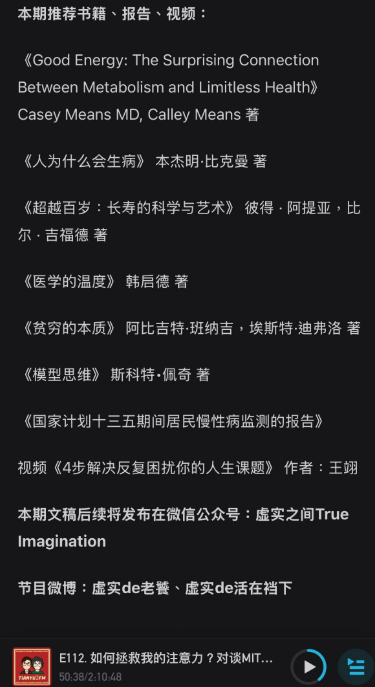 本期推荐书籍、报告、视频：
《Good Energy: The Surprising Connection
Between Metabolism and Limitless Health》
Casey Means MD, Calley Means 著
《人为什么会生病》 本杰明·比克曼 著
《超越百岁：长寿的科学与艺术》 彼得 · 阿提亚，比
尔 · 吉福德 著
《医学的温度》 韩启德 著
《贫穷的本质》 阿比吉特·班纳吉，埃斯特·迪弗洛 著
《模型思维》 斯科特•佩奇 著
《国家计划十三五期间居民慢性病监测的报告》
视频《4步解决反复困扰你的人生课题》 作者：王翊
本期文稿后续将发布在微信公众号：虚实之间True
Imagination
节目微博：虚实de老饕、虚实de活在裆下
E112. 如何拯救我的注意力？对谈MIT...
50:38/2:10:48